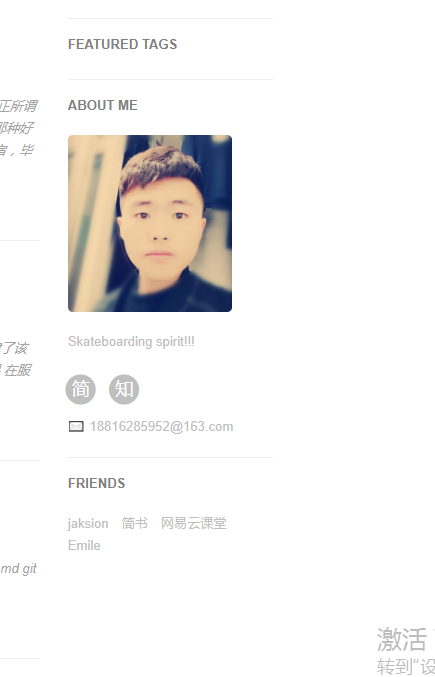 FEATURED TAGS
ABOUT ME
正所谓
那种好
毕
Skateboarding spirit!!!
了该
在服
简 知
18816285952@163.com
FRIENDS
jaksion 简书 网易云课堂
Emile
md git
激活
转到"设